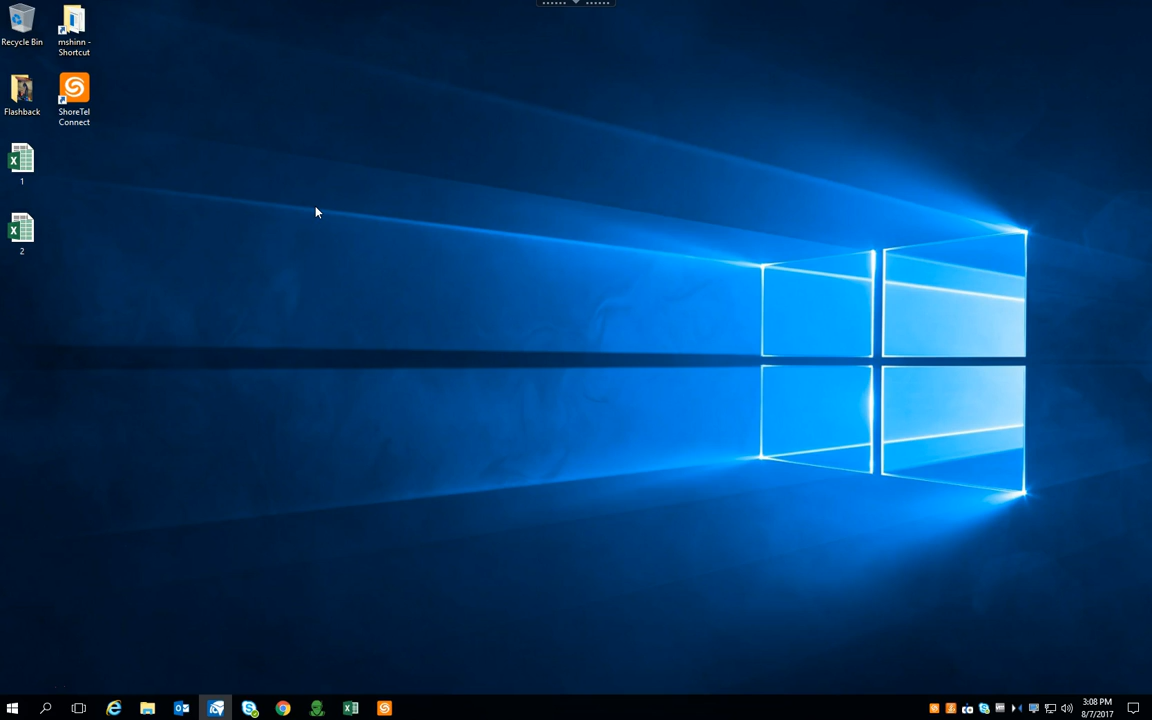 Recycle Bin
mshinn -
Shortcut
Flashback
ShoreTel
Connect
1
2
3:08 PM
8/7/2017